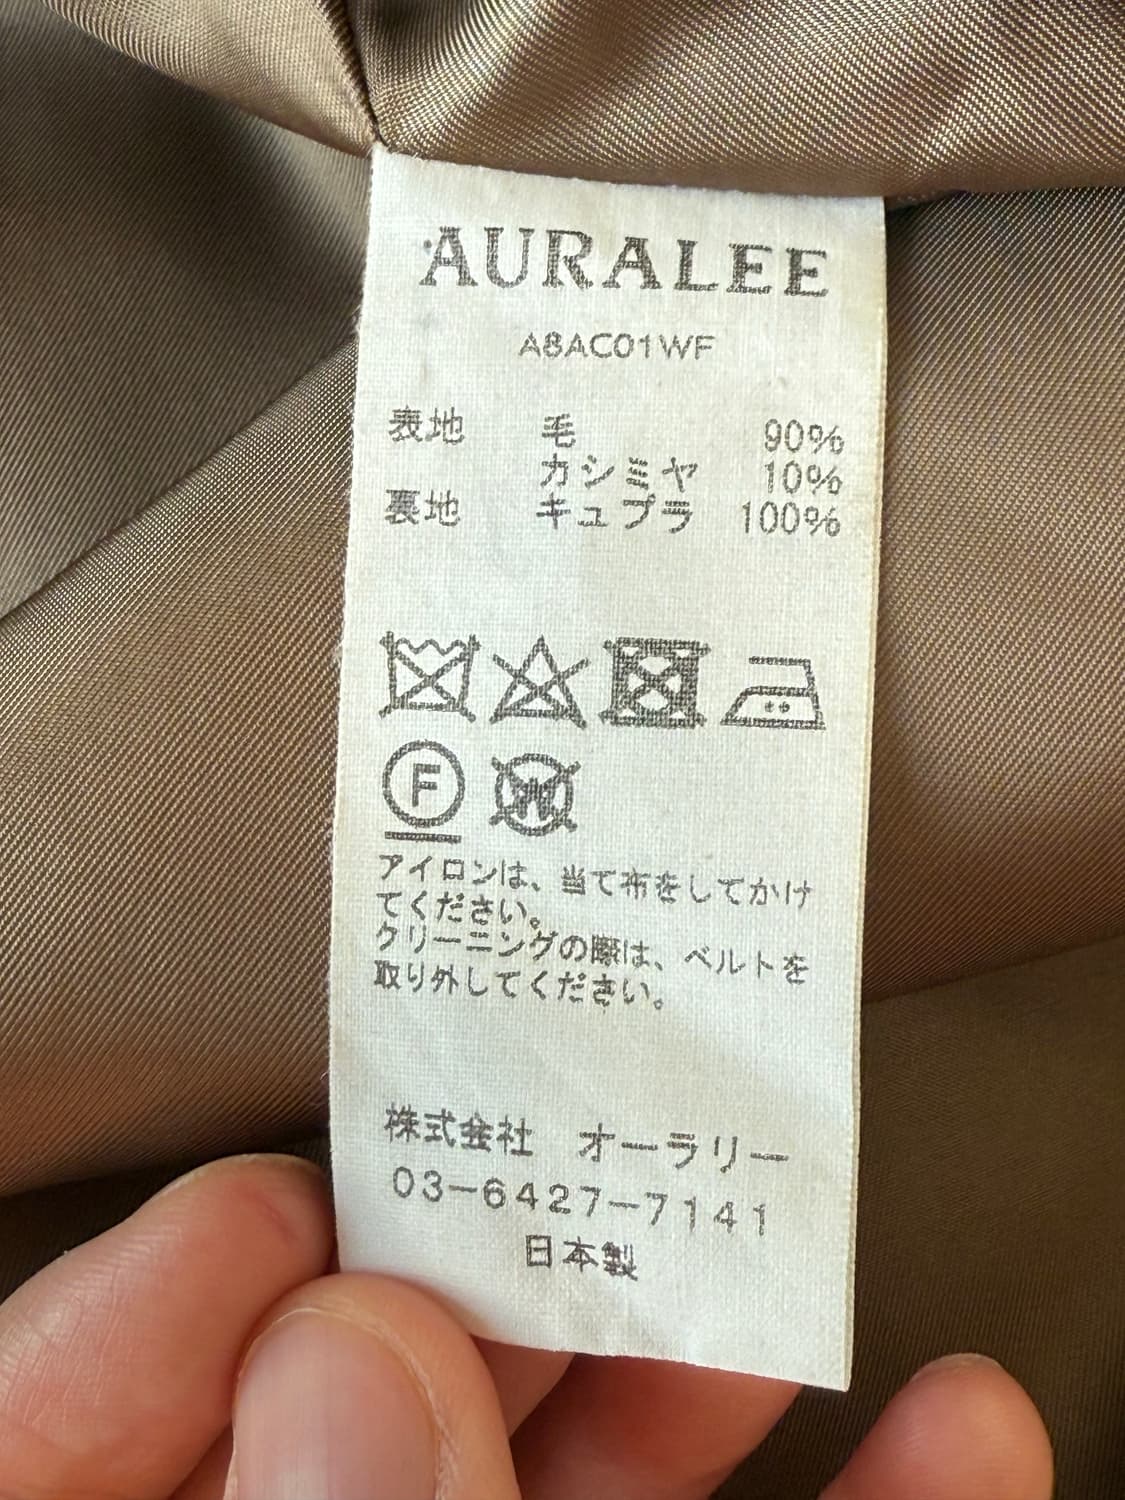 AURALEE
A8AC01WF
表地 毛 90%
カシミヤ 10%
裏地 キュプラ 100%
F
W
アイロンは、当て布をしてかけ
てください。
クリーニングの際は、ベルトを
取り外してください。
株式会社 オーラリー
03-6427-7141
日本製